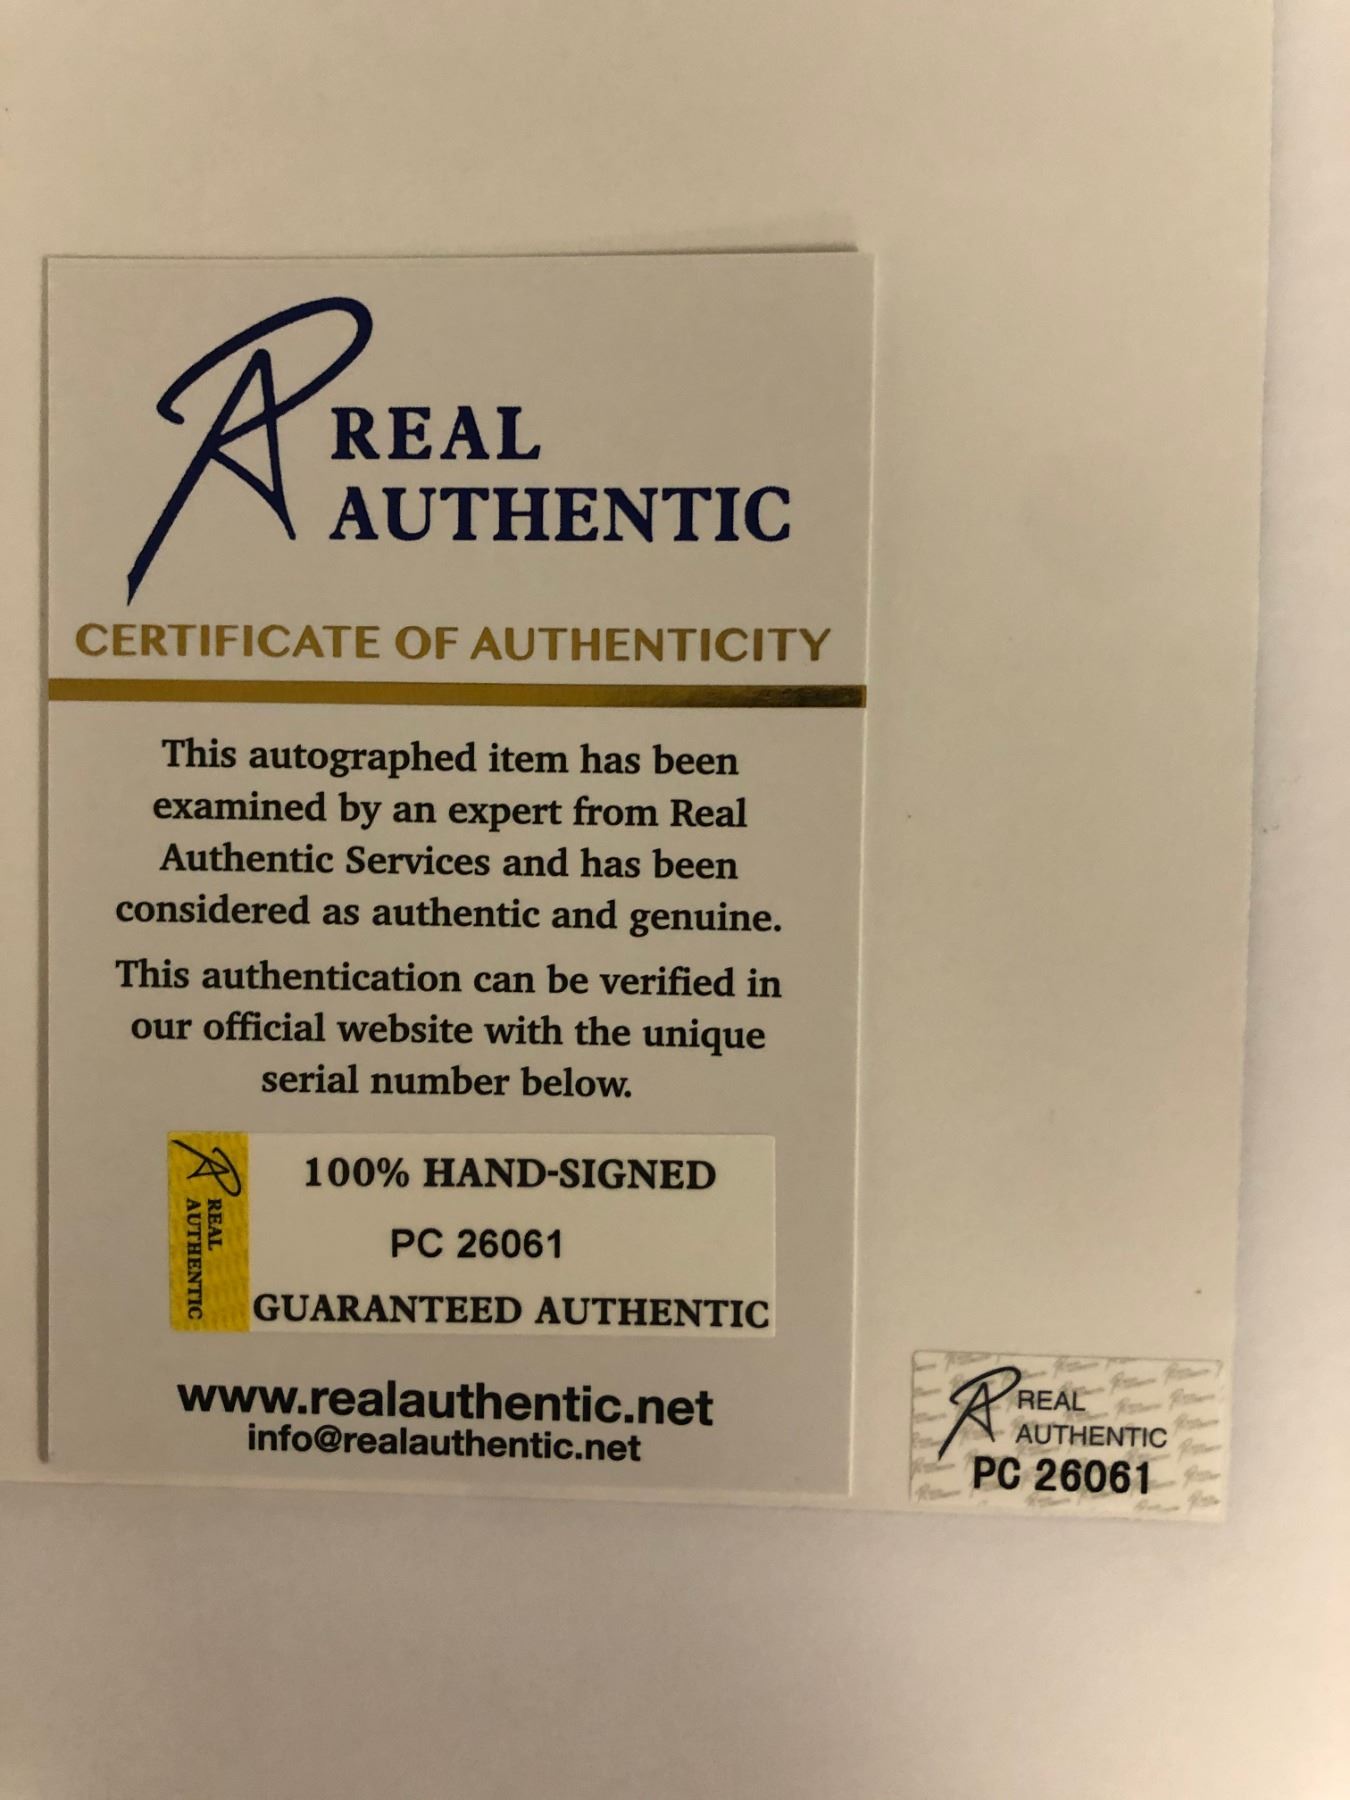 REAL
AUTHENTIC
CERTIFICATE OF AUTHENTICITY
This autographed item has been
examined by an expert from Real
Authentic Services and has been
considered as authentic and genuine.
This authentication can be verified in
our official website with the unique
serial number below.
REAL
AUTHENTIC
100% HAND-SIGNED
PC 26061
GUARANTEED AUTHENTIC
www.realauthentic.net
info@realauthentic.net
REAL
AUTHENTIC
PC 26061